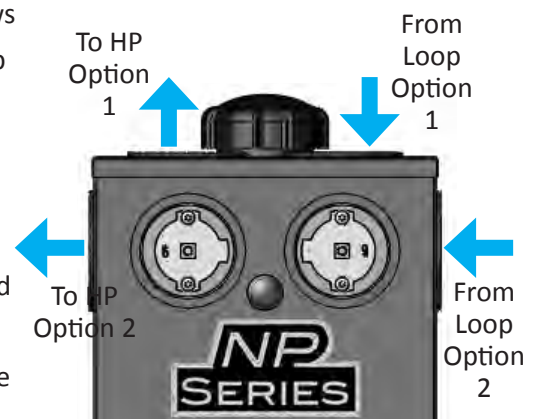 To HP
Option
1
From
Loop
Option
1
To HP
Option 2
From
Loop
Option
2
NP
SERIES